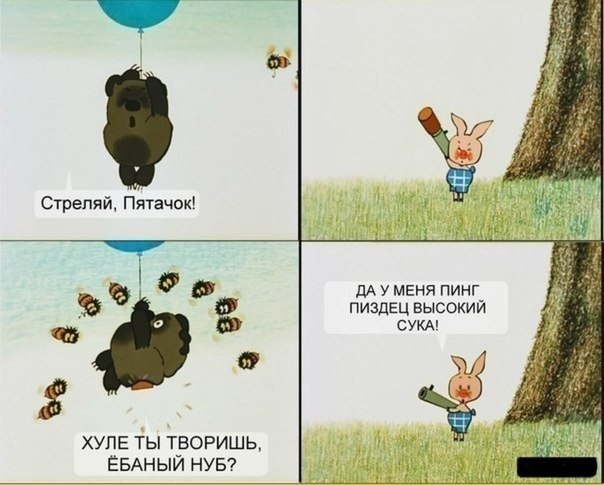 Стреляй, Пятачок!
ХУЛЕ ТЫ ТВОРИШЬ,
ЁБАНЫЙ НУБ?
ДА У МЕНЯ ПИНГ
ПИЗДЕЦ ВЫСОКИЙ
СУКА!